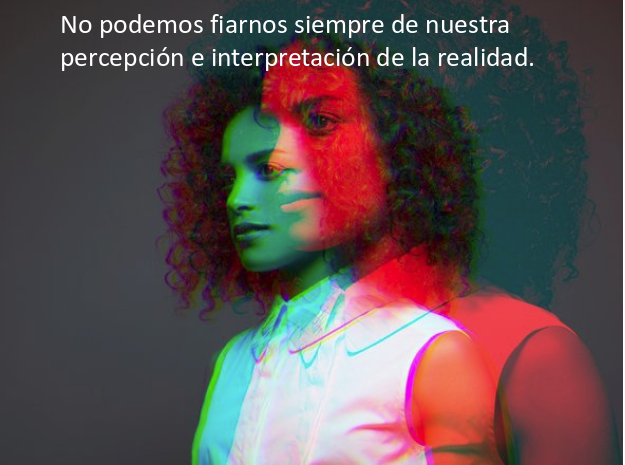 No podemos fiarnos siempre de nuestra
percepción e interpretación de la realidad.